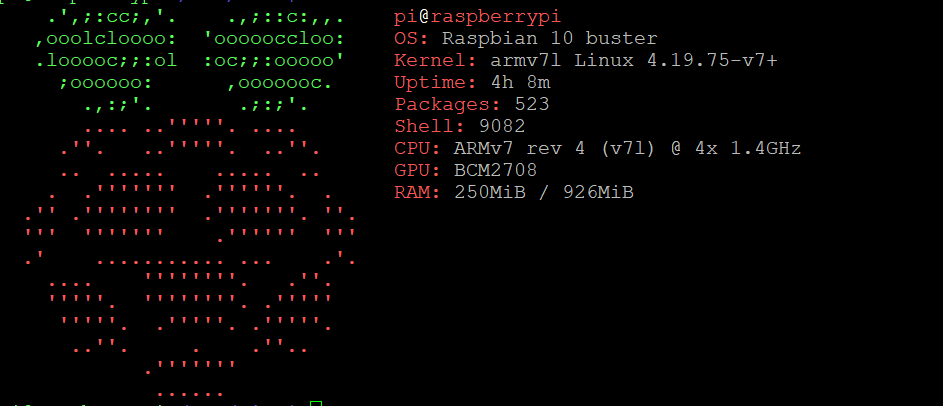 pi@raspberrypi
OS: Raspbian 10 buster
Kernel: armv7l Linux 4.19.75-v7+
Uptime: 4h 8m
Packages: 523
Shell: 9082
CPU: ARMv7 rev 4 (v7l) @ 4x 1.4GHz
GPU: BCM2708
RAM: 250MiB / 926MiB